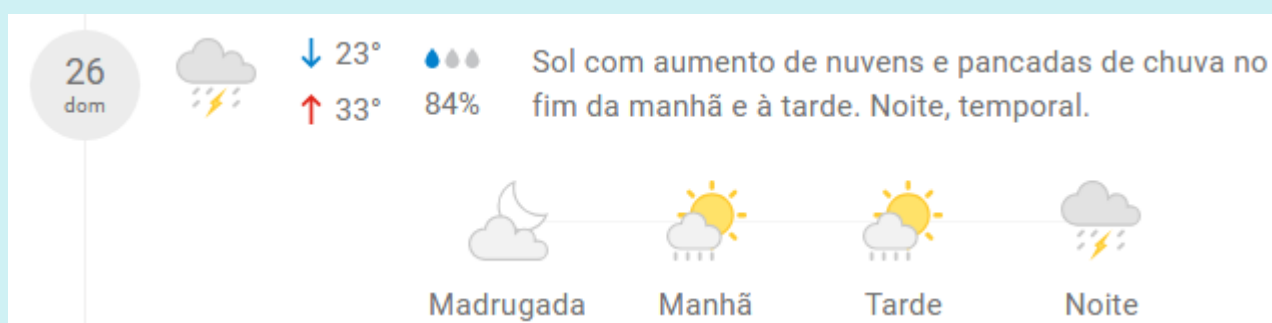 26
dom
23°
33°
84%
Sol com aumento de nuvens e pancadas de chuva no
fim da manhã e à tarde. Noite, temporal.
Madrugada Manhã Tarde Noite